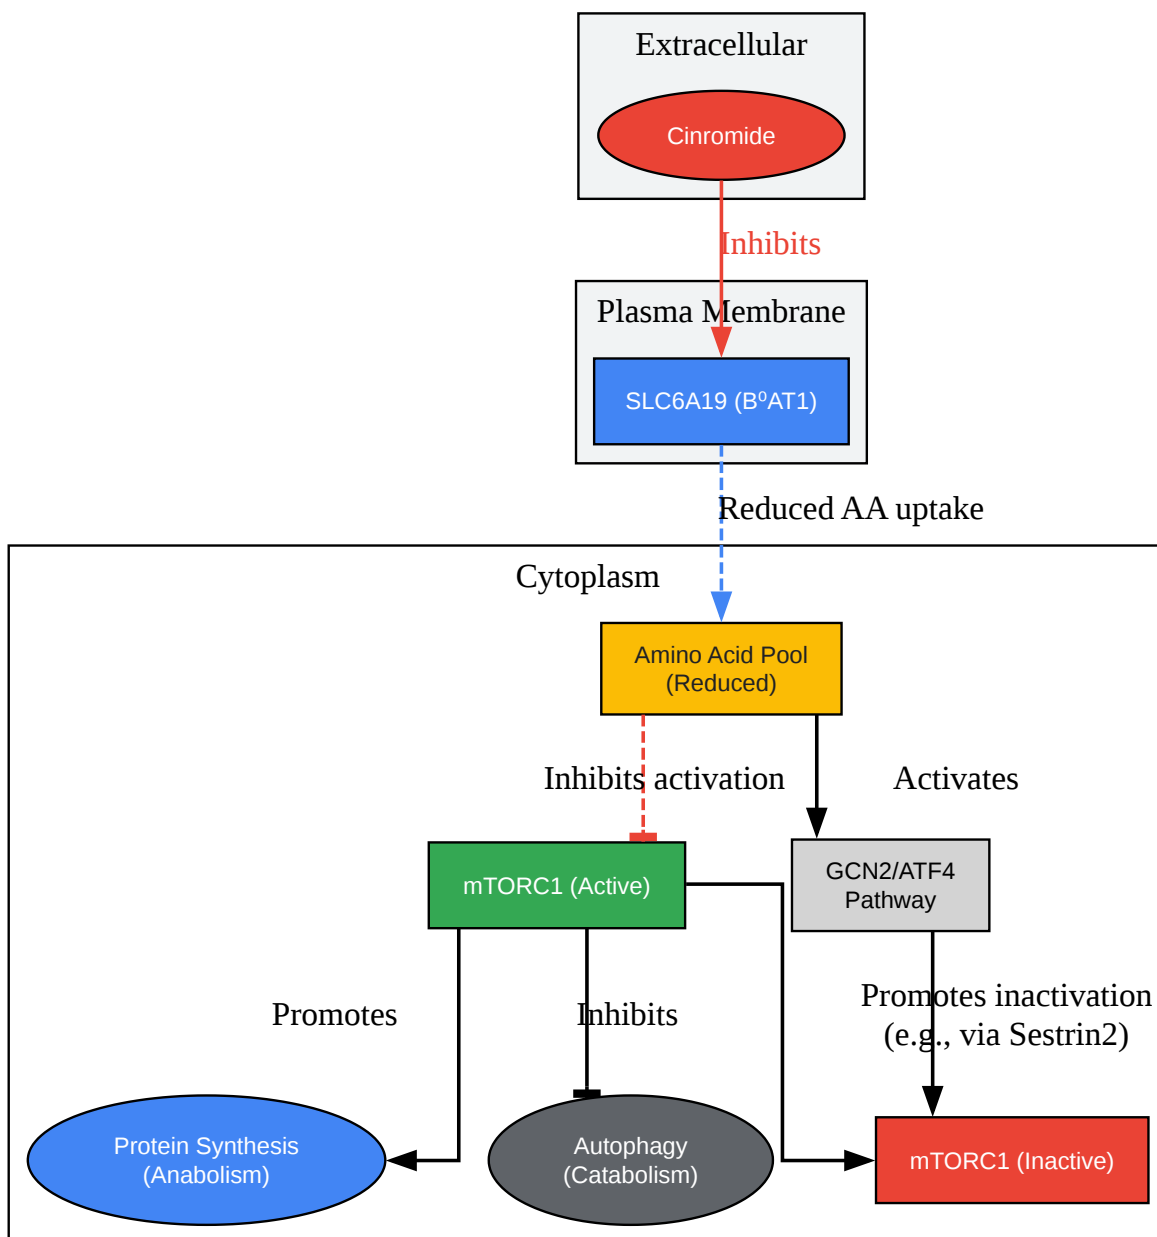 Extracellular
Cinromide
Inhibits
Plasma Membrane
SLC6A19 (B⁰AT1)
Reduced AA uptake
Cytoplasm
Amino Acid Pool
(Reduced)
Inhibits activation
Activates
mTORC1 (Active)
GCN2/ATF4
Pathway
Promotes
Inhibits
Promotes inactivation
(e.g., via Sestrin2)
Protein Synthesis
(Anabolism)
Autophagy
(Catabolism)
mTORC1 (Inactive)